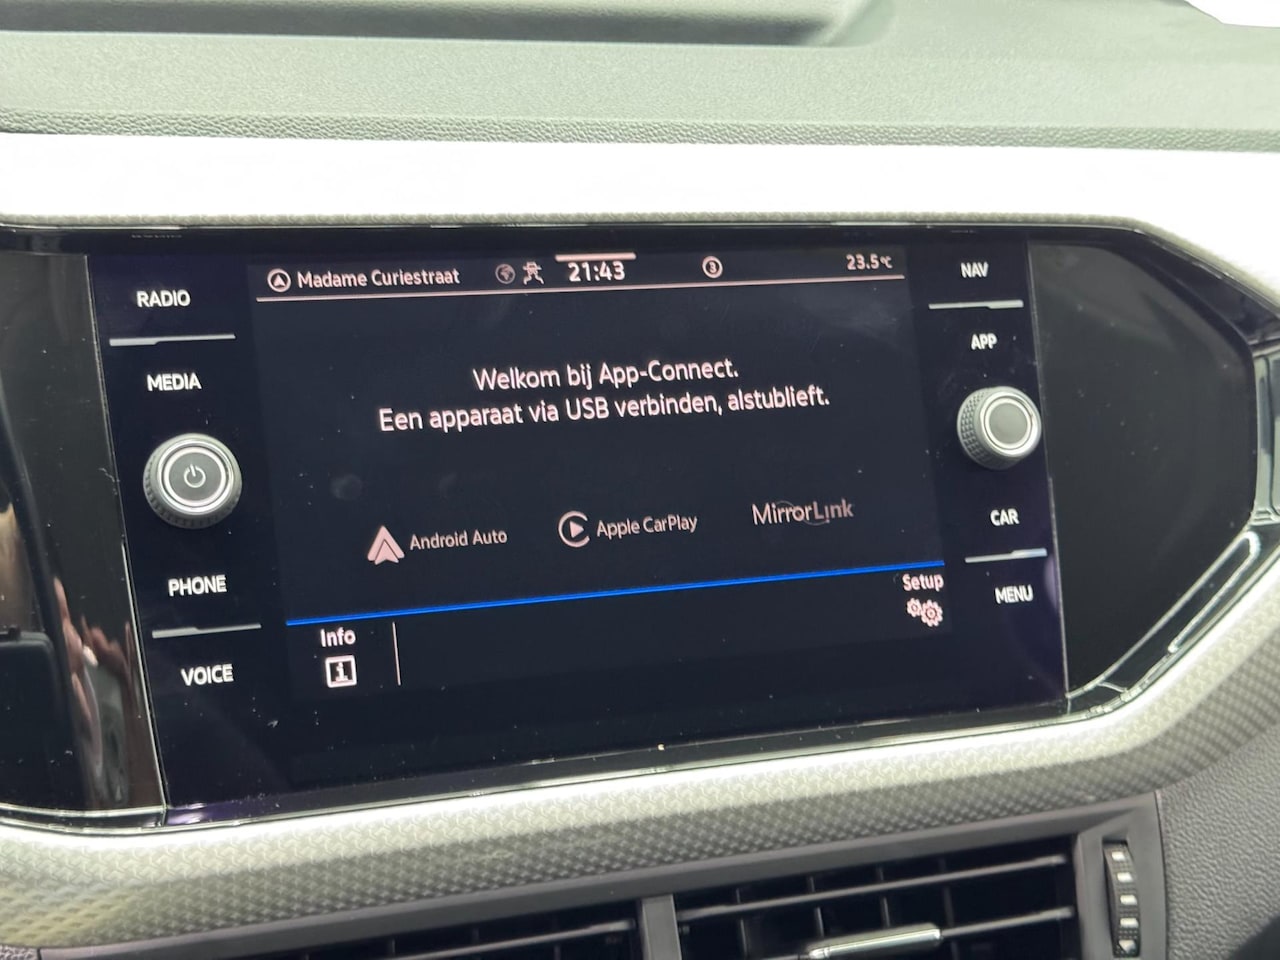 Madame Curiestraat 21:43 3 23.5°C
RADIO
MEDIA
PHONE
VOICE
Welkom bij App-Connect.
Een apparaat via USB verbinden, alstublieft.
Android Auto Apple CarPlay MirrorLink
Info
Setup
NAV
APP
CAR
MENU